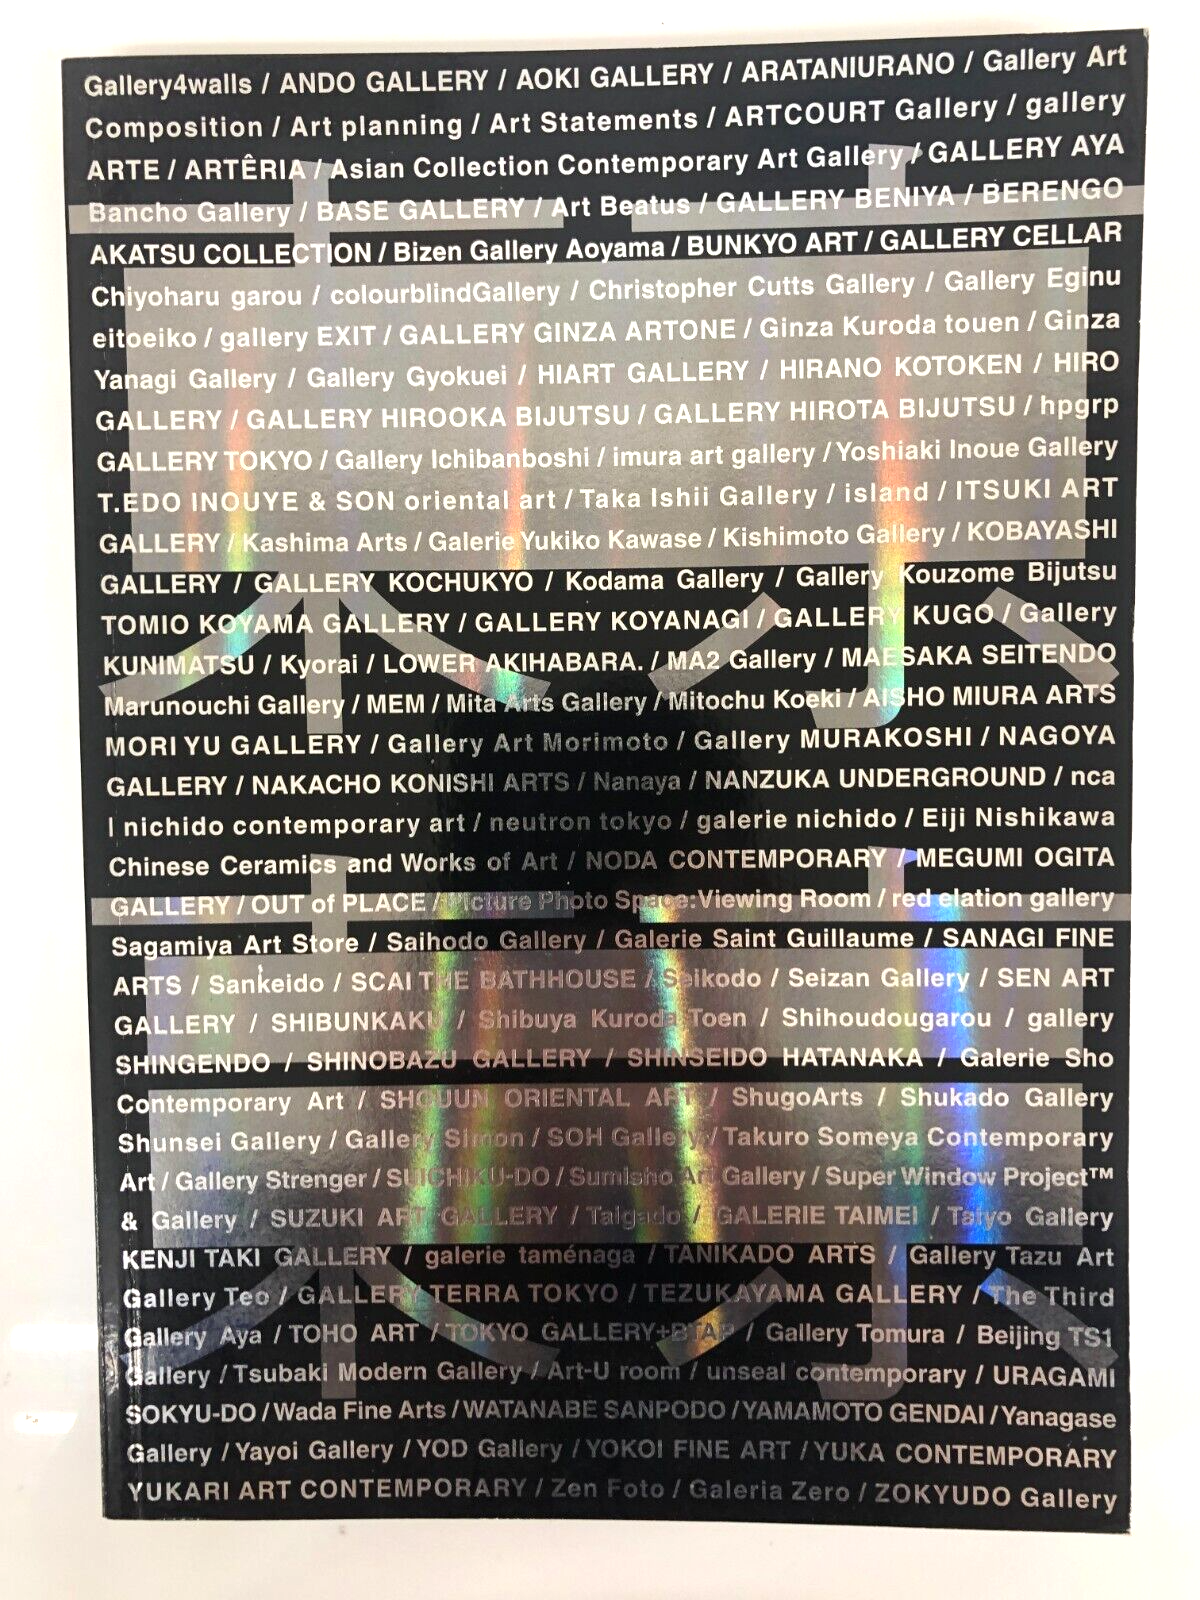 Gallery4walls / ANDO GALLERY / AOKI GALLERY / ARATANIURANO / Gallery Art
Composition / Art planning / Art Statements / ARTCOURT Gallery / gallery
ARTE / ARTÊRIA / Asian Collection Contemporary Art Gallery / GALLERY AYA
Bancho Gallery / BASE GALLERY / Art Beatus / GALLERY BENIYA / BERENGO
AKATSU COLLECTION / Bizen Gallery Aoyama / BUNKYO ART / GALLERY CELLAR
Chiyoharu garou / colourblindGallery / Christopher Cutts Gallery / Gallery Eginu
eitoeiko / gallery EXIT / GALLERY GINZA ARTONE / Ginza Kuroda touen / Ginza
Yanagi Gallery / Gallery Gyokuei / HIART GALLERY / HIRANO KOTOKEN / HIRO
GALLERY / GALLERY HIROOKA BIJUTSU / GALLERY HIROTA BIJUTSU / hpgrp
GALLERY TOKYO / Gallery Ichibanboshi / imura art gallery / Yoshiaki Inoue Gallery
T.EDO INOUYE & SON oriental art / Taka Ishii Gallery / island / ITSUKI ART
GALLERY / Kashima Arts / Galerie Yukiko Kawase / Kishimoto Gallery / KOBAYASHI
GALLERY / GALLERY KOCHUKYO / Kodama Gallery / Gallery Kouzome Bijutsu
TOMIO KOYAMA GALLERY / GALLERY KOYANAGI / GALLERY KUGO / Gallery
KUNIMATSU / Kyorai / LOWER AKIHABARA. / MA2 Gallery / MAESAKA SEITENDO
Marunouchi Gallery / MEM / Mita Arts Gallery / Mitochu Koeki / AISHO MIURA ARTS
MORI YU GALLERY / Gallery Art Morimoto / Gallery MURAKOSHI / NAGOYA
GALLERY / NAKACHO KONISHI ARTS / Nanaya / NANZUKA UNDERGROUND / nca
| nichido contemporary art / neutron tokyo / galerie nichido / Eiji Nishikawa
Chinese Ceramics and Works of Art / NODA CONTEMPORARY / MEGUMI OGITA
GALLERY / OUT of PLACE / Picture Photo Space:Viewing Room / red elation gallery
Sagamiya Art Store / Saihodo Gallery / Galerie Saint Guillaume / SANAGI FINE
ARTS / Sankeido / SCAI THE BATHHOUSE / Seikodo / Seizan Gallery / SEN ART
GALLERY / SHIBUNKAKU / Shibuya Kuroda Toen / Shihoudougarou / gallery
SHINGENDO / SHINOBAZU GALLERY / SHINSEIDO HATANAKA / Galerie Sho
Contemporary Art / SHOUUN ORIENTAL ART / ShugoArts / Shukado Gallery
Shunsei Gallery / Gallery Simon / SOH Gallery / Takuro Someya Contemporary
Art / Gallery Strenger / SUICHIKU-DO / Sumisho Art Gallery / Super Window Project™
& Gallery / SUZUKI ART GALLERY / Taigado / GALERIE TAIMEI / Taiyo Gallery
KENJI TAKI GALLERY / galerie taménaga / TANIKADO ARTS / Gallery Tazu Art
Gallery Teo / GALLERY TERRA TOKYO / TEZUKAYAMA GALLERY / The Third
Gallery Aya / TOHO ART / TOKYO GALLERY+BTAP / Gallery Tomura / Beijing TS1
Gallery / Tsubaki Modern Gallery / Art-U room / unseal contemporary / URAGAMI
SOKYU-DO / Wada Fine Arts / WATANABE SANPODO / YAMAMOTO GENDAI / Yanagase
Gallery / Yayoi Gallery / YOD Gallery / YOKOI FINE ART / YUKA CONTEMPORARY
YUKARI ART CONTEMPORARY / Zen Foto / Galeria Zero / ZOKYUDO Gallery